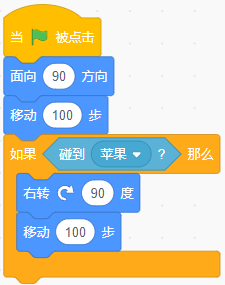 当 被点击
面向 90 方向
移动 100 步
如果 碰到 苹果 ? 那么
右转 90 度
移动 100 步